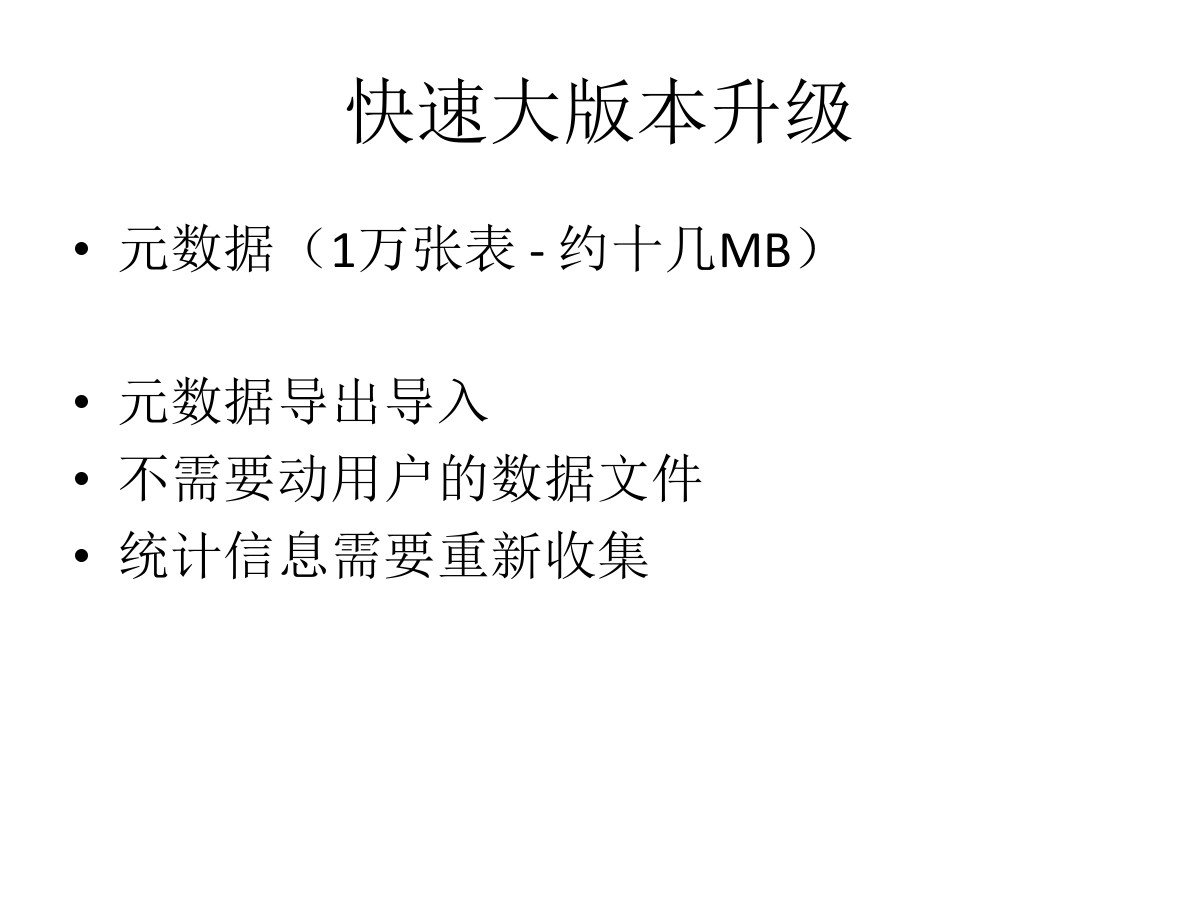 快速大版本升级
• 元数据（1万张表 - 约十几MB）
• 元数据导出导入
• 不需要动用户的数据文件
• 统计信息需要重新收集